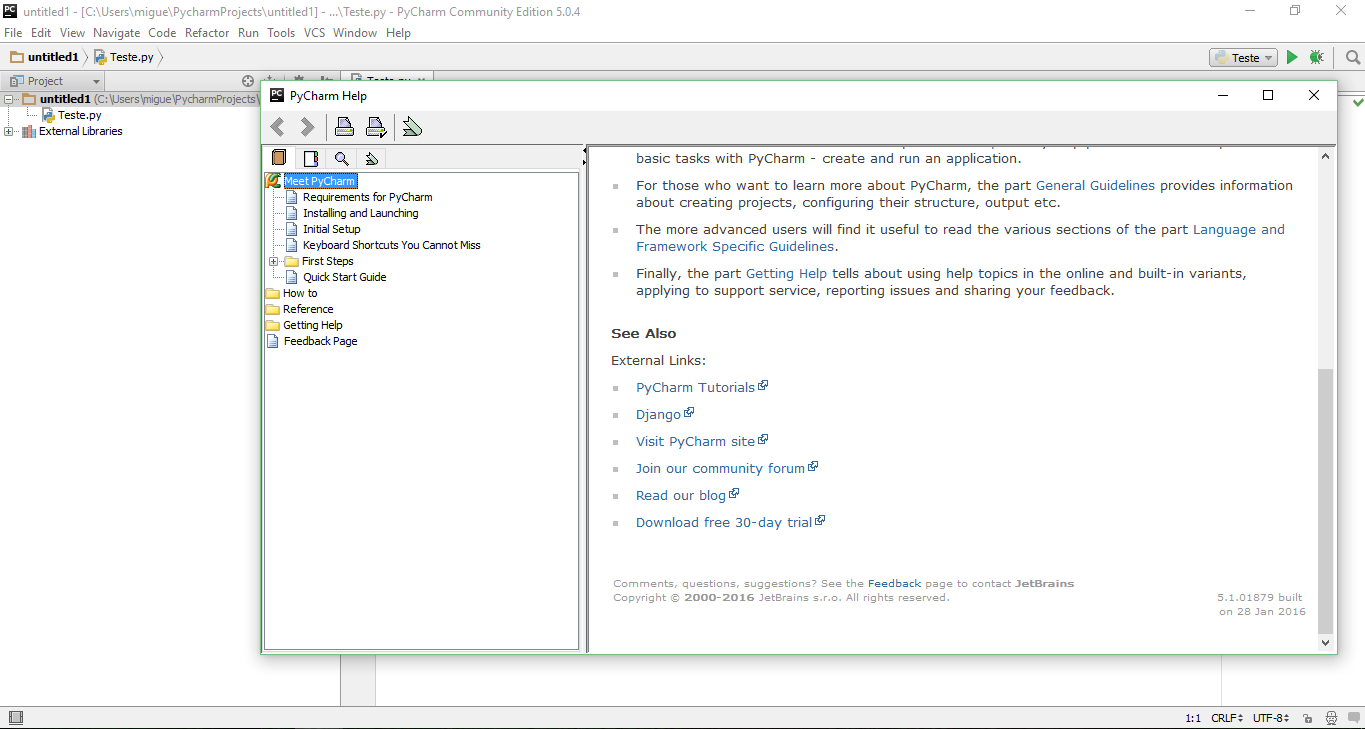 PC untitled1 - [C:\Users\migue\PycharmProjects\untitled1] - ...\Teste.py - PyCharm Community Edition 5.0.4
File Edit View Navigate Code Refactor Run Tools VCS Window Help
untitled1 Teste.py Teste
Project Teste.py
untitled1 (C:\Users\migue\PycharmProjects\
Teste.py
External Libraries
PC PyCharm Help
Meet PyCharm
Requirements for PyCharm
Installing and Launching
Initial Setup
Keyboard Shortcuts You Cannot Miss
First Steps
Quick Start Guide
How to
Reference
Getting Help
Feedback Page
basic tasks with PyCharm - create and run an application.
For those who want to learn more about PyCharm, the part General Guidelines provides information
about creating projects, configuring their structure, output etc.
The more advanced users will find it useful to read the various sections of the part Language and
Framework Specific Guidelines.
Finally, the part Getting Help tells about using help topics in the online and built-in variants,
applying to support service, reporting issues and sharing your feedback.
See Also
External Links:
PyCharm Tutorials
Django
Visit PyCharm site
Join our community forum
Read our blog
Download free 30-day trial
Comments, questions, suggestions? See the Feedback page to contact JetBrains
Copyright © 2000-2016 JetBrains s.r.o. All rights reserved.
5.1.01879 built
on 28 Jan 2016
1:1 CRLF UTF-8